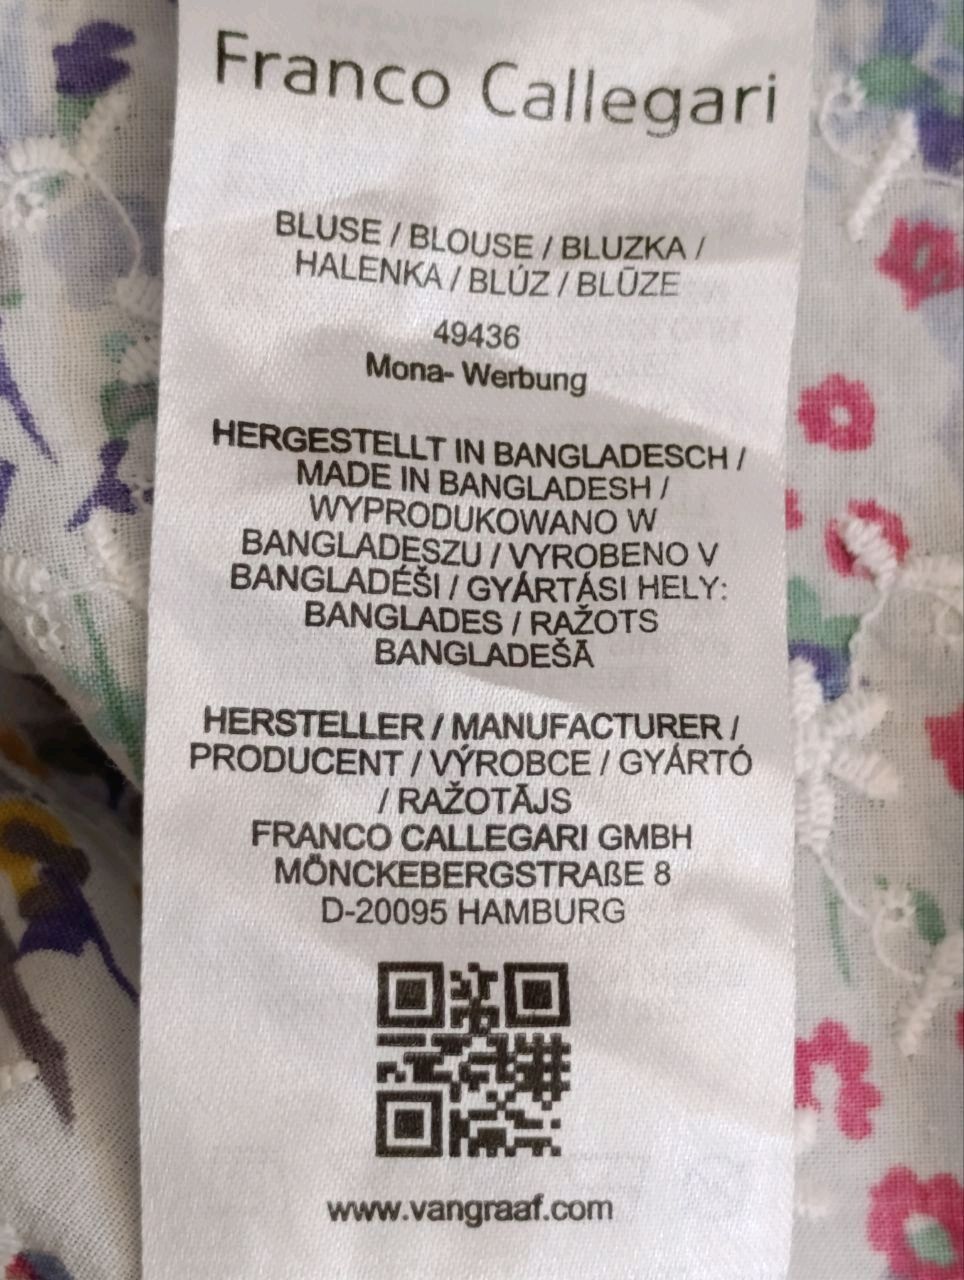 Franco Callegari
BLUSE / BLOUSE / BLUZKA /
HALENKA / BLÚZ / BLŪZE
49436
Mona- Werbung
HERGESTELLT IN BANGLADESCH /
MADE IN BANGLADESH /
WYPRODUKOWANO W
BANGLADESZU / VYROBENO V
BANGLADÉŠI / GYÁRTÁSI HELY:
BANGLADES / RAŽOTS
BANGLADEŠĀ
HERSTELLER / MANUFACTURER /
PRODUCENT / VÝROBCE / GYÁRTÓ
/ RAŽOTĀJS
FRANCO CALLEGARI GMBH
MÖNCKEBERGSTRAßE 8
D-20095 HAMBURG
www.vangraaf.com